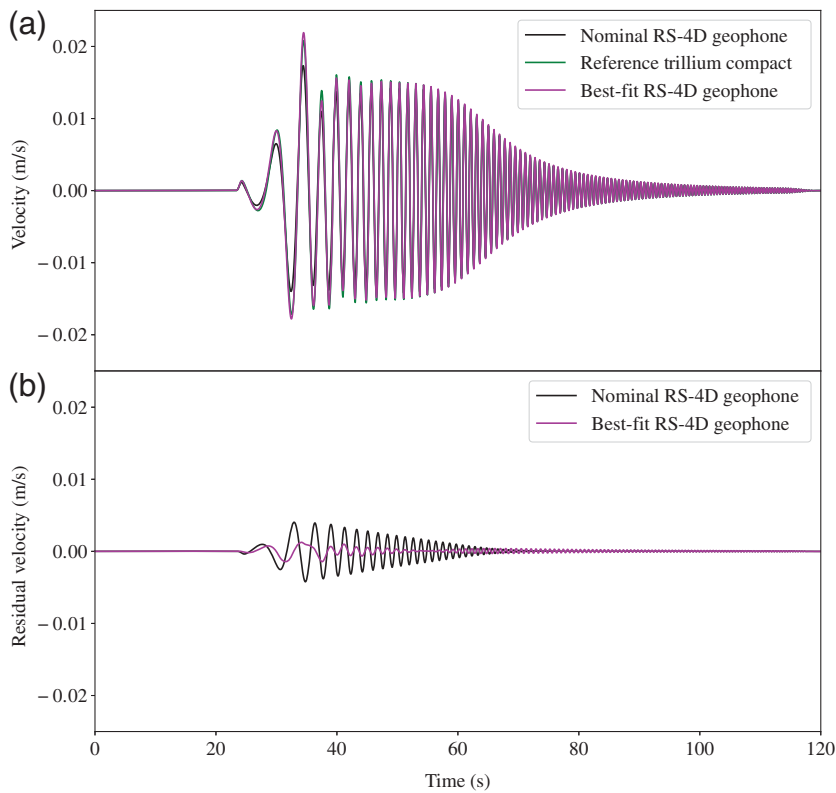 (a)
0.02
0.01
0.00
− 0.01
− 0.02
Velocity (m/s)
Nominal RS-4D geophone
Reference trillium compact
Best-fit RS-4D geophone
(b)
0.02
0.01
0.00
− 0.01
− 0.02
Residual velocity (m/s)
Nominal RS-4D geophone
Best-fit RS-4D geophone
0 20 40 60 80 100 120
Time (s)